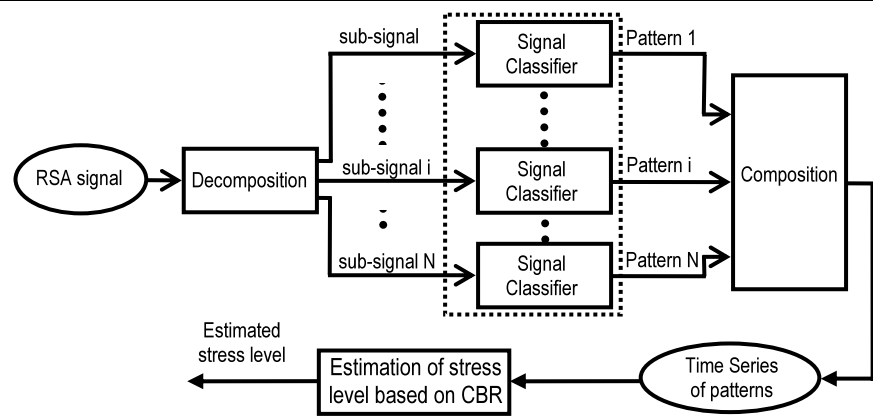 sub-signal
Signal
Classifier
Pattern 1
RSA signal
Decomposition
sub-signal i
Signal
Classifier
Pattern i
Composition
sub-signal N
Signal
Classifier
Pattern N
Estimated
stress level
Estimation of stress
level based on CBR
Time Series
of patterns